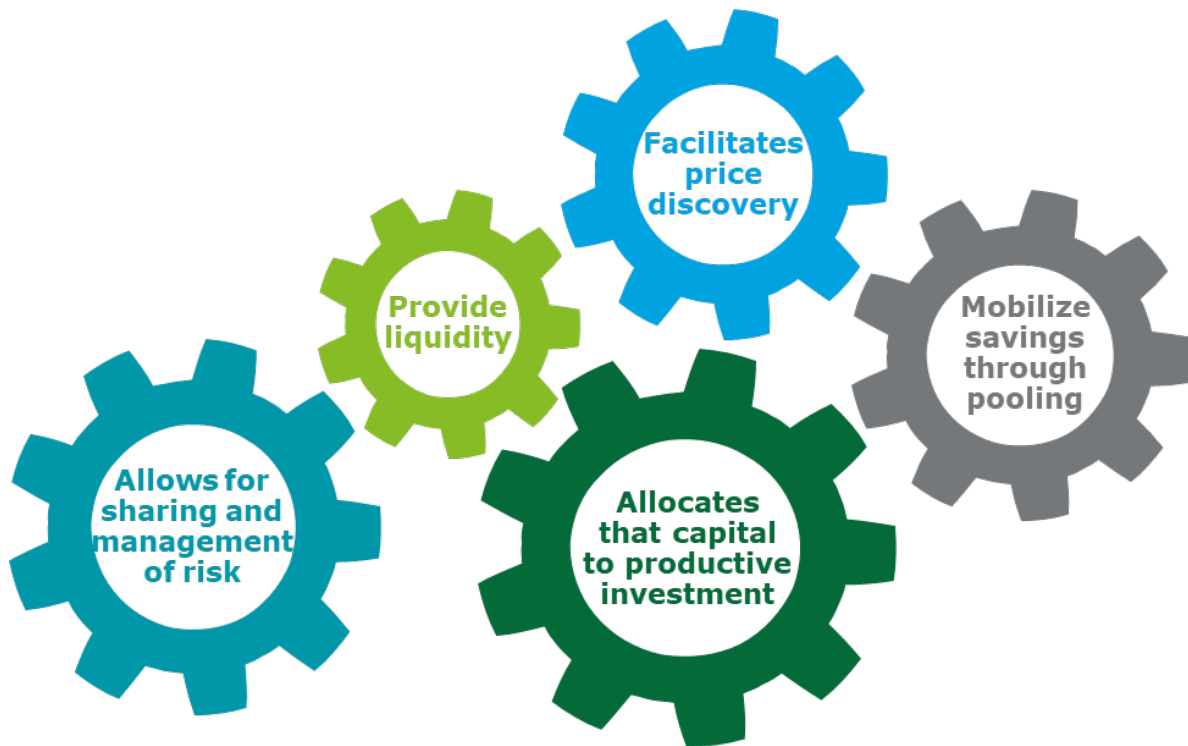 Facilitates
price
discovery
Provide
liquidity
Mobilize
savings
through
pooling
Allows for
sharing and
management
of risk
Allocates
that capital
to productive
investment